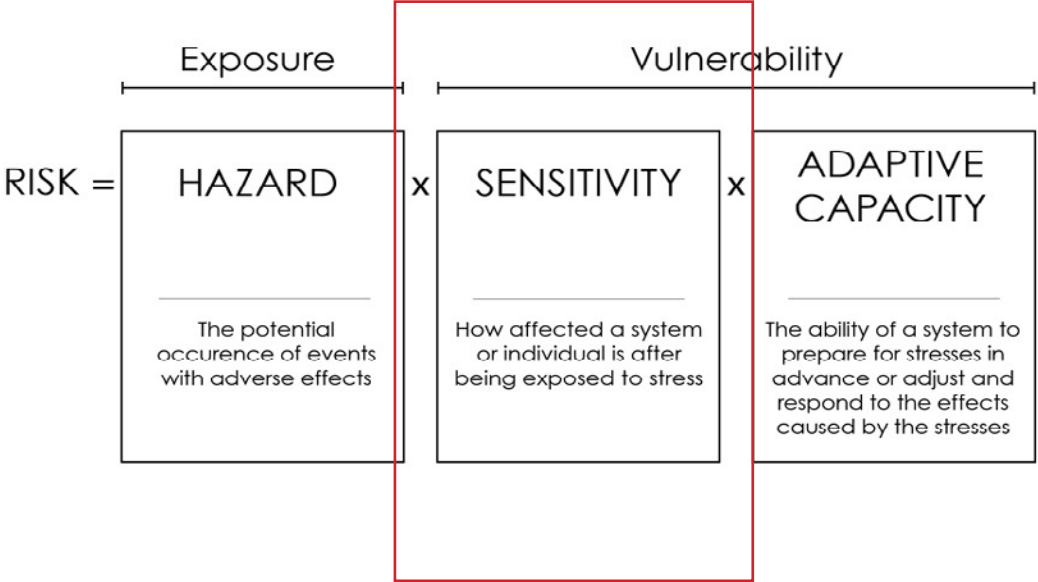 Exposure
Vulnerability
RISK =
HAZARD
x
SENSITIVITY
x
ADAPTIVE
CAPACITY
The potential
occurence of events
with adverse effects
How affected a system
or individual is after
being exposed to stress
The ability of a system to
prepare for stresses in
advance or adjust and
respond to the effects
caused by the stresses